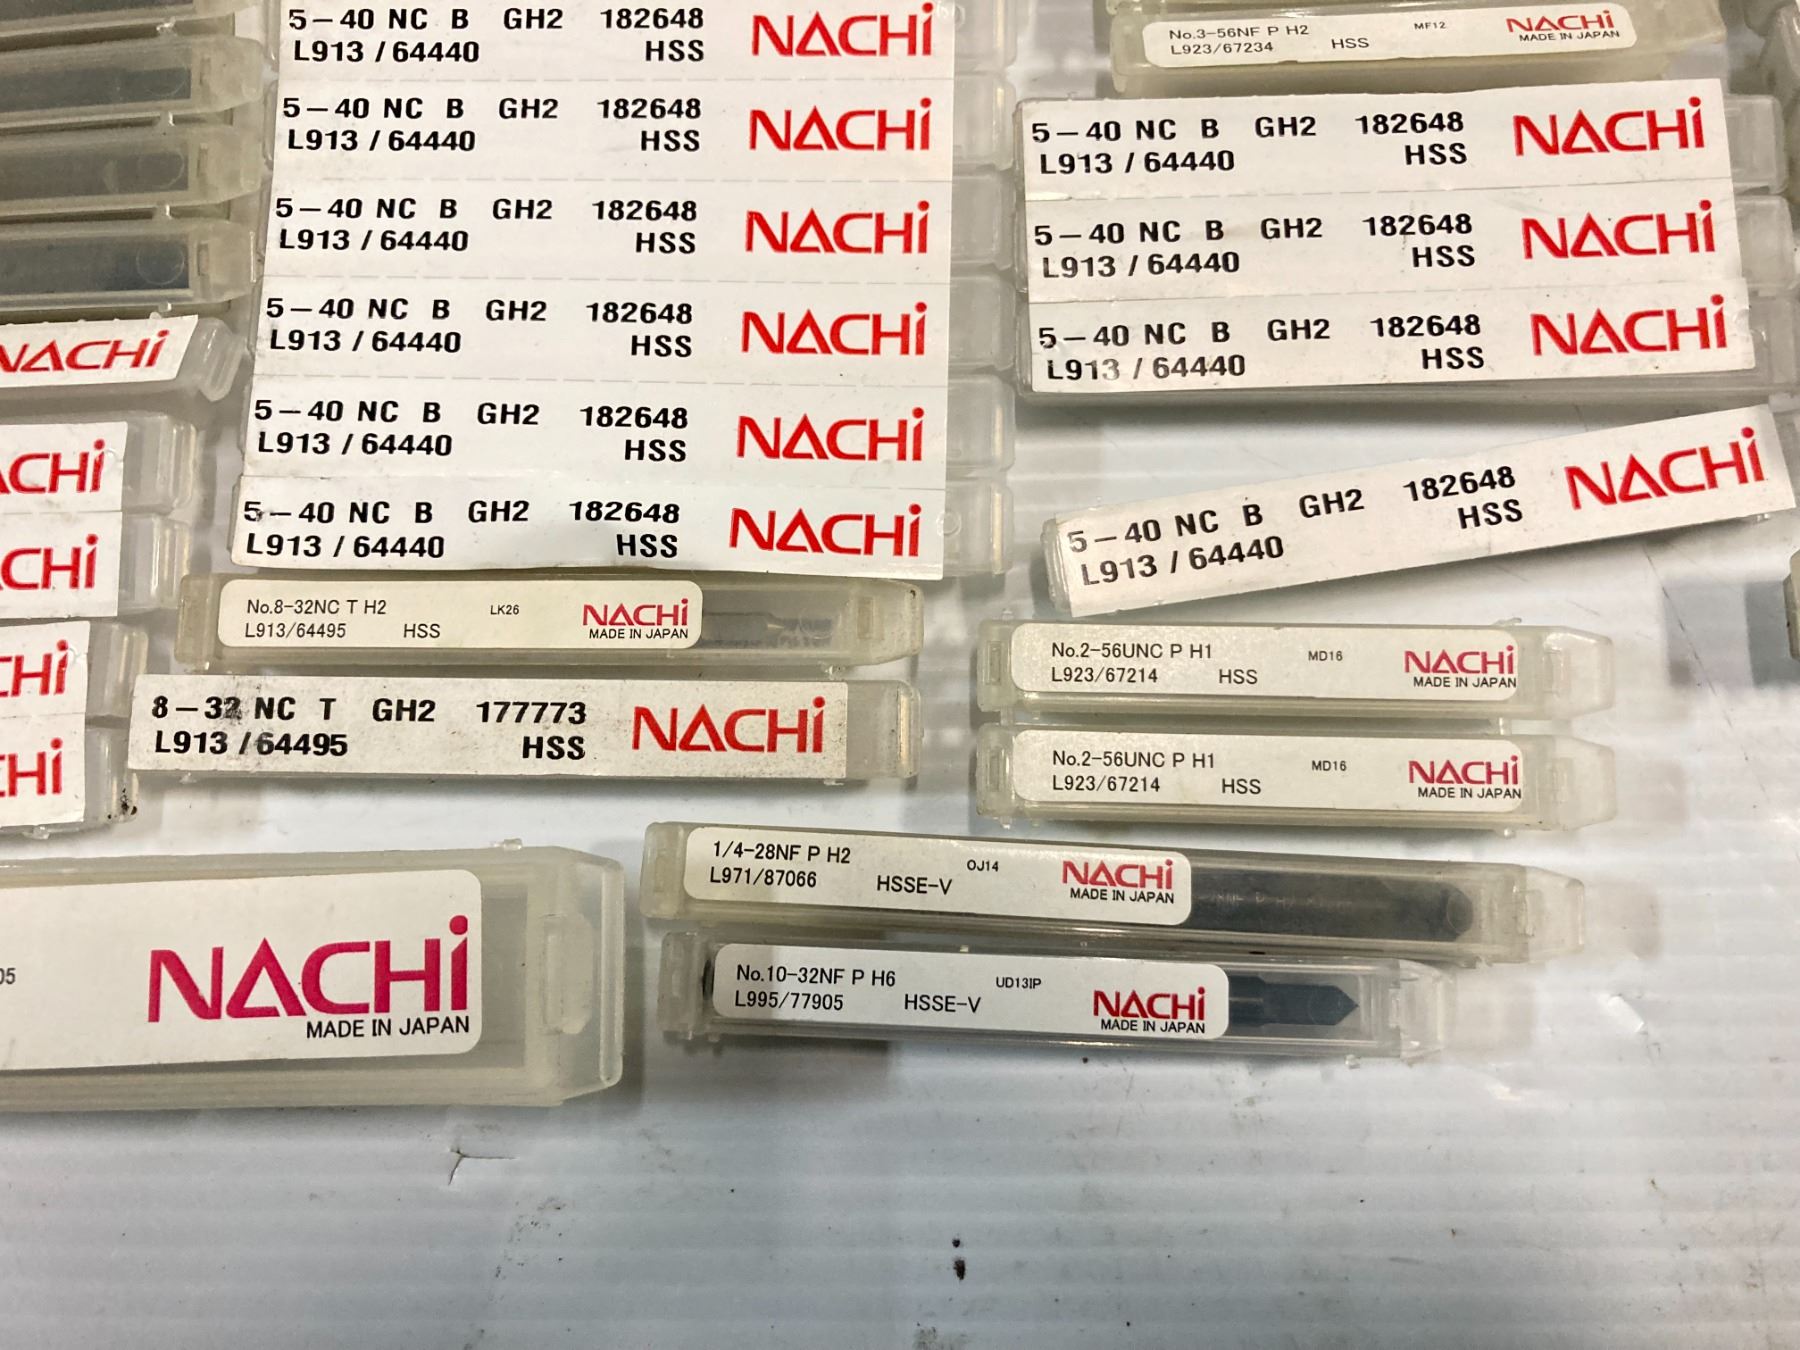 5-40 NC B GH2 182648 NACHi
L913 / 64440 HSS
5-40 NC B GH2 182648 NACHi
L913 / 64440 HSS
5-40 NC B GH2 182648 NACHi
L913 / 64440 HSS
5-40 NC B GH2 182648 NACHi
L913 / 64440 HSS
5-40 NC B GH2 182648 NACHi
L913 / 64440 HSS
5-40 NC B GH2 182648 NACHi
L913 / 64440 HSS
No.8-32NC T H2 LK26 NACHi
L913/64495 HSS MADE IN JAPAN
8-32 NC T GH2 177773 NACHi
L913 / 64495 HSS
No.3-56NF P H2 MF12 NACHi
L923/67234 HSS MADE IN JAPAN
5-40 NC B GH2 182648 NACHi
L913 / 64440 HSS
5-40 NC B GH2 182648 NACHi
L913 / 64440 HSS
5-40 NC B GH2 182648 NACHi
L913 / 64440 HSS
5-40 NC B GH2 182648 NACHi
L913 / 64440 HSS
No.2-56UNC P H1 MD16 NACHi
L923/67214 HSS MADE IN JAPAN
No.2-56UNC P H1 MD16 NACHi
L923/67214 HSS MADE IN JAPAN
1/4-28NF P H2 OJ14 NACHi
L971/87066 HSSE-V MADE IN JAPAN
No.10-32NF P H6 UD13IP NACHi
L995/77905 HSSE-V MADE IN JAPAN
NACHi
ACHi
CHi
CHi
CHi
05 NACHi
MADE IN JAPAN